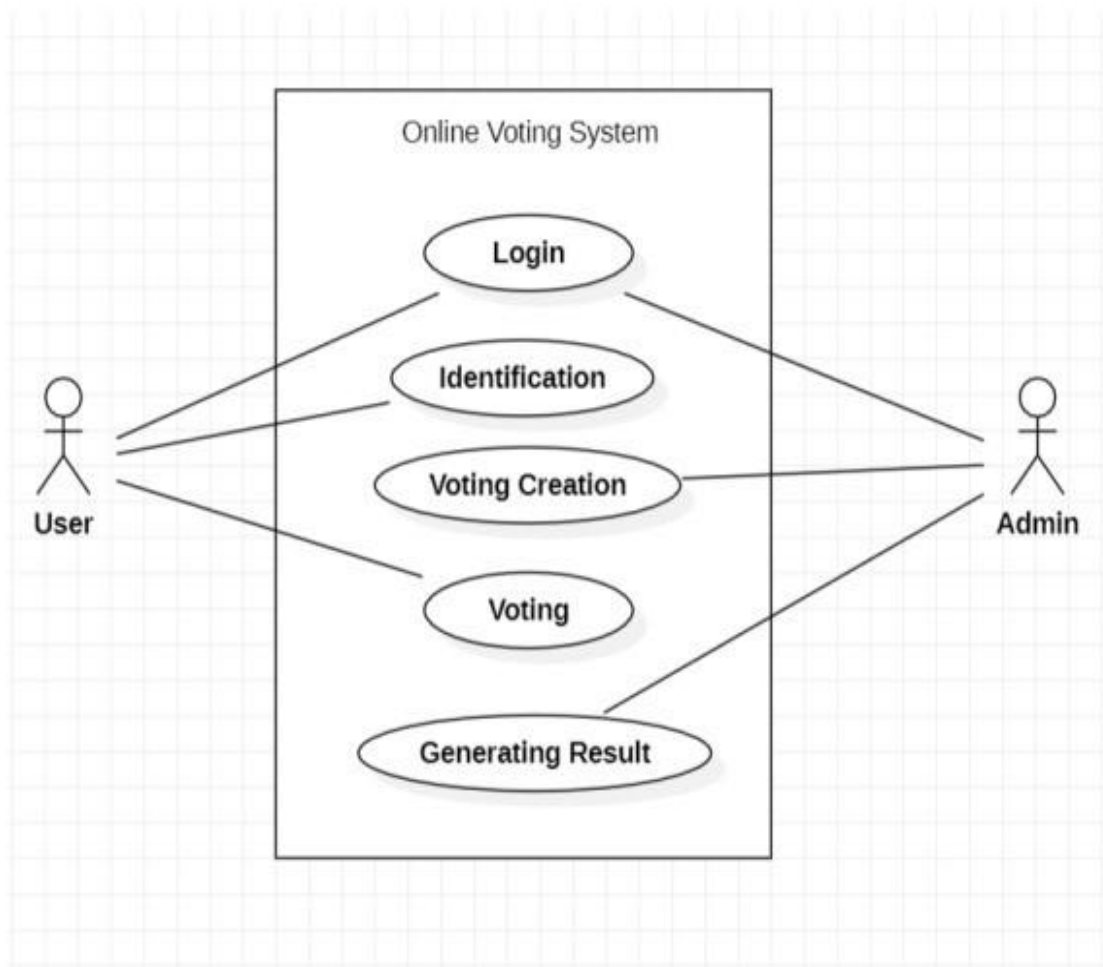 Online Voting System
Login
Identification
Voting Creation
User
Admin
Voting
Generating Result